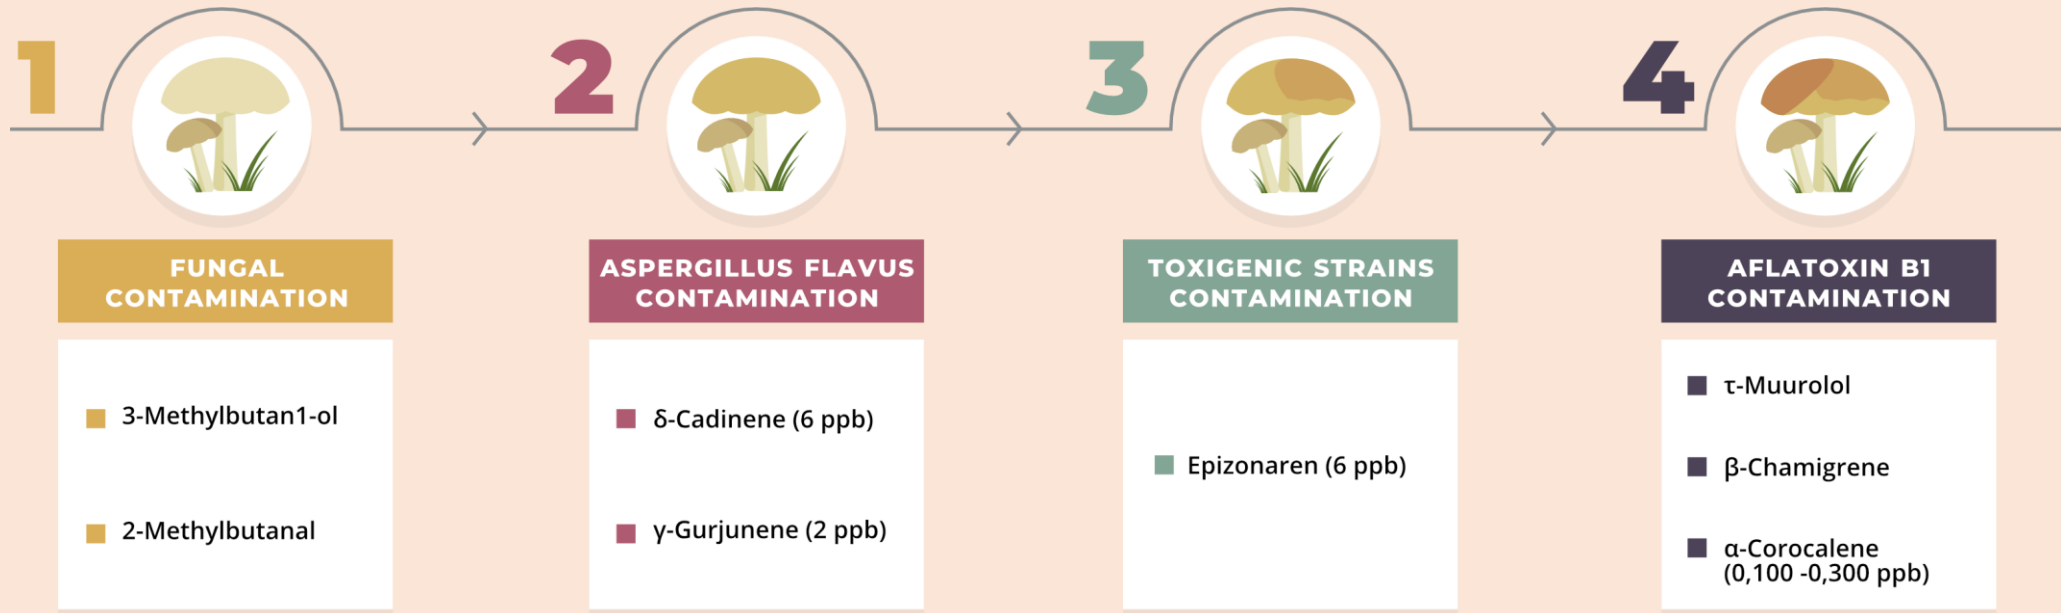 1
FUNGAL
CONTAMINATION
3-Methylbutan1-ol
2-Methylbutanal
2
ASPERGILLUS FLAVUS
CONTAMINATION
δ-Cadinene (6 ppb)
γ-Gurjunene (2 ppb)
3
TOXIGENIC STRAINS
CONTAMINATION
Epizonaren (6 ppb)
4
AFLATOXIN B1
CONTAMINATION
τ-Muurolol
β-Chamigrene
α-Corocalene
(0,100 -0,300 ppb)